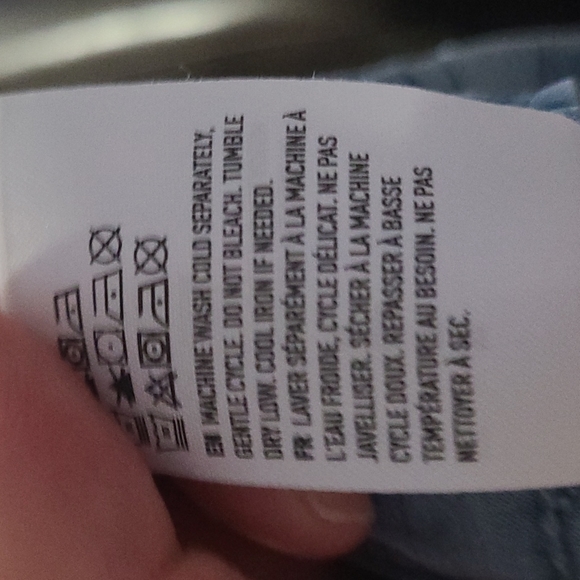 EN MACHINE WASH COLD SEPARATELY,
GENTLE CYCLE. DO NOT BLEACH. TUMBLE
DRY LOW. COOL IRON IF NEEDED.
FR LAVER SÉPARÉMENT À LA MACHINE À
L'EAU FROIDE, CYCLE DÉLICAT. NE PAS
JAVELLISER. SÉCHER À LA MACHINE
CYCLE DOUX. REPASSER À BASSE
TEMPÉRATURE AU BESOIN. NE PAS
NETTOYER À SEC.